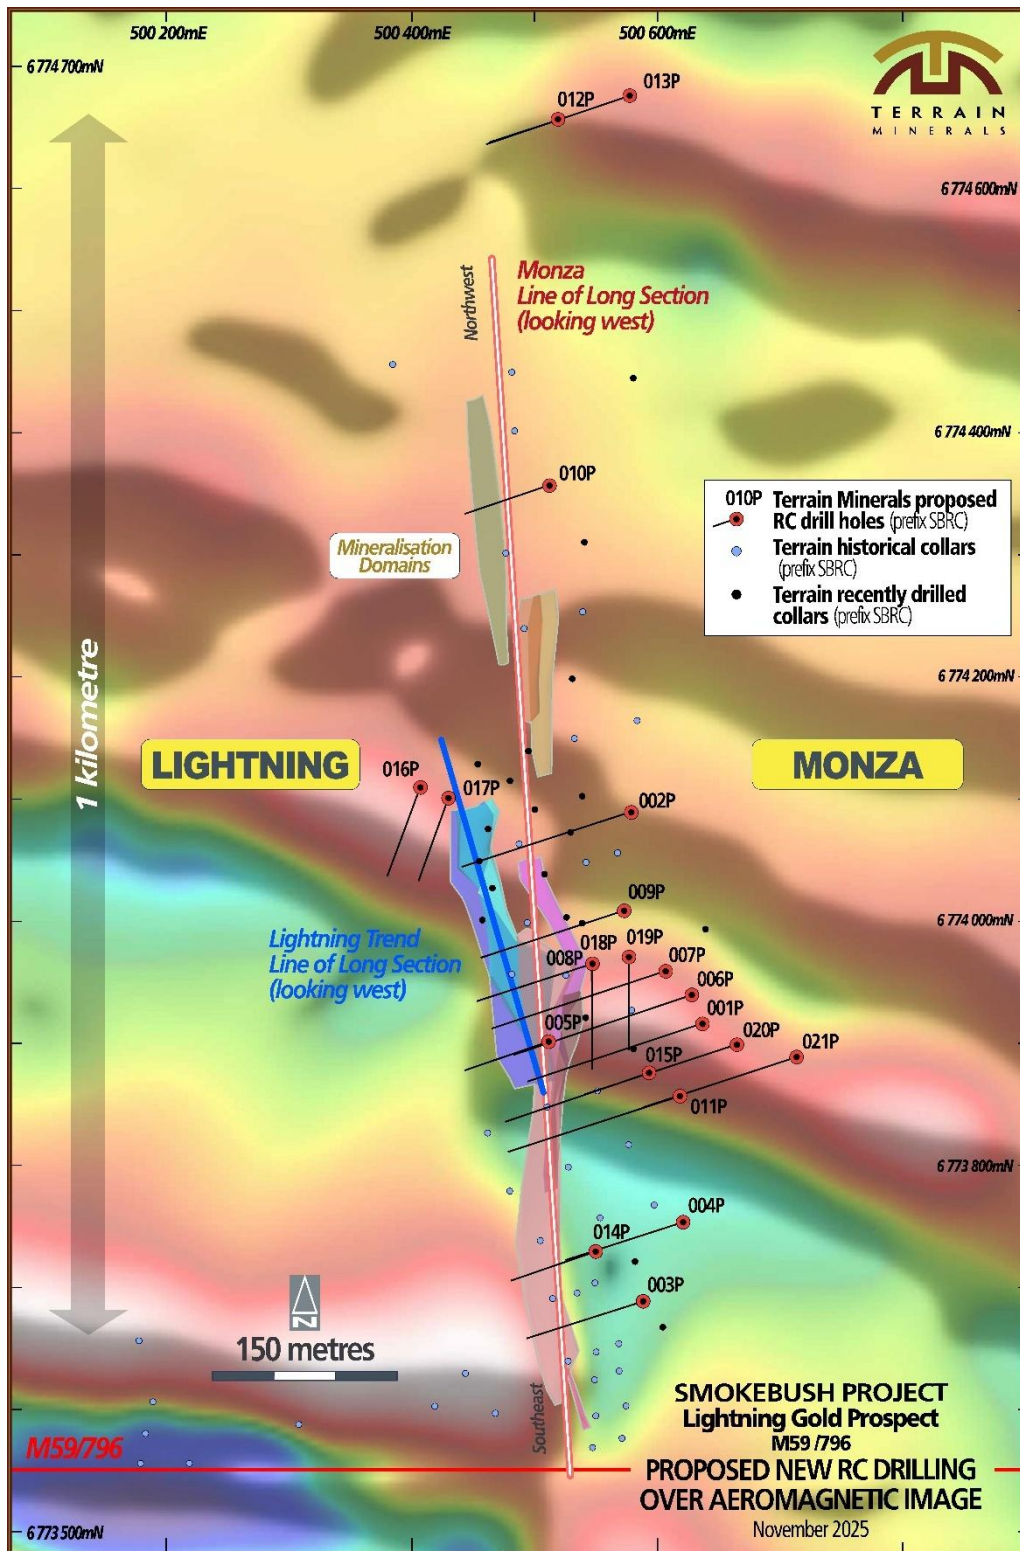 500 200mE
500 400mE
500 600mE
6 774 700mN
TERRAIN
MINERALS
013P
012P
6 774 600mN
Northwest
Monza
Line of Long Section
(looking west)
6 774 400mN
010P
010P Terrain Minerals proposed
RC drill holes (prefix SBRC)
Terrain historical collars
(prefix SBRC)
Terrain recently drilled
collars (prefix SBRC)
Mineralisation
Domains
1 kilometre
6 774 200mN
LIGHTNING
MONZA
016P
017P
002P
009P
6 774 000mN
Lightning Trend
Line of Long Section
(looking west)
018P
019P
008P
007P
006P
001P
005P
020P
021P
015P
011P
6 773 800mN
004P
014P
003P
N
150 metres
Southeast
SMOKEBUSH PROJECT
Lightning Gold Prospect
M59 /796
M59/796
PROPOSED NEW RC DRILLING
OVER AEROMAGNETIC IMAGE
November 2025
6 773 500mN